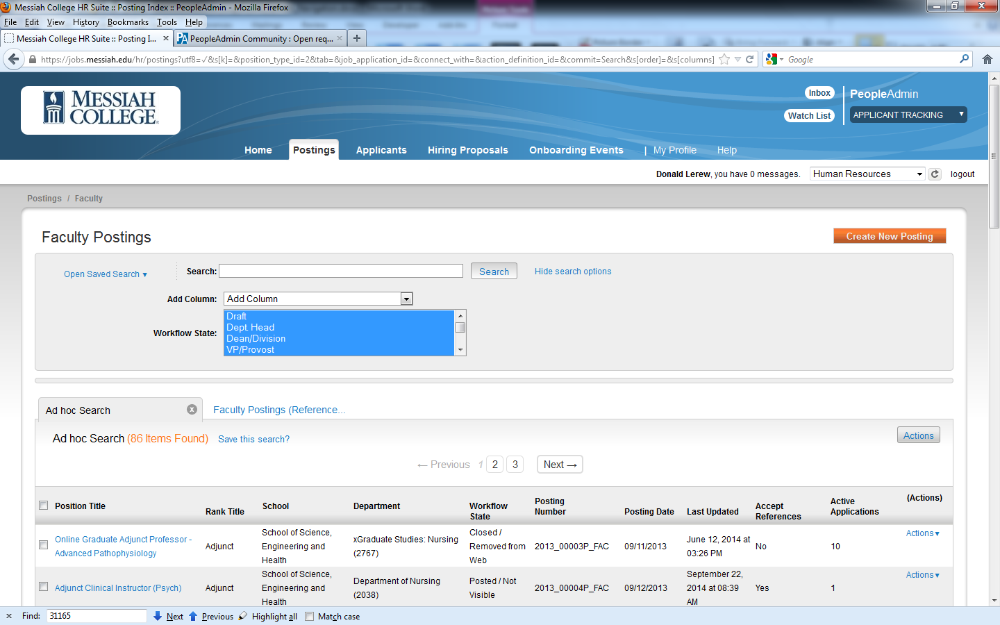 Messiah College HR Suite :: Posting Index :: PeopleAdmin - Mozilla Firefox
File Edit View History Bookmarks Tools Help
Messiah College HR Suite :: Posting I... × PeopleAdmin Community : Open req... × +
https://jobs.messiah.edu/hr/postings?utf8=✓&s[k]=&position_type_id=2&tab=&job_application_id=&connect_with=&action_definition_id=&commit=Search&s[order]=&s[columns] Google
MESSIAH
COLLEGE
Inbox
Watch List
PeopleAdmin
APPLICANT TRACKING
Home Postings Applicants Hiring Proposals Onboarding Events | My Profile Help
Donald Lerew, you have 0 messages. Human Resources logout
Postings / Faculty
Faculty Postings
Create New Posting
Open Saved Search ▼ Search: Search Hide search options
Add Column: Add Column
Workflow State:
Draft
Dept. Head
Dean/Division
VP/Provost
Ad hoc Search Faculty Postings (Reference...
Ad hoc Search (86 Items Found) Save this search? Actions
← Previous 1 2 3 Next →
Position Title
Rank Title
School
Department
Workflow
State
Posting
Number
Posting Date
Last Updated
Accept
References
Active
Applications
(Actions)
Online Graduate Adjunct Professor -
Advanced Pathophysiology
Adjunct
School of Science,
Engineering and
Health
xGraduate Studies: Nursing
(2767)
Closed /
Removed from
Web
2013_00003P_FAC
09/11/2013
June 12, 2014 at
03:26 PM
No
10
Actions▼
Adjunct Clinical Instructor (Psych)
Adjunct
School of Science,
Engineering and
Health
Department of Nursing
(2038)
Posted / Not
Visible
2013_00004P_FAC
09/12/2013
September 22,
2014 at 08:39
AM
Yes
1
Actions▼
× Find: 31165 Next Previous Highlight all Match case